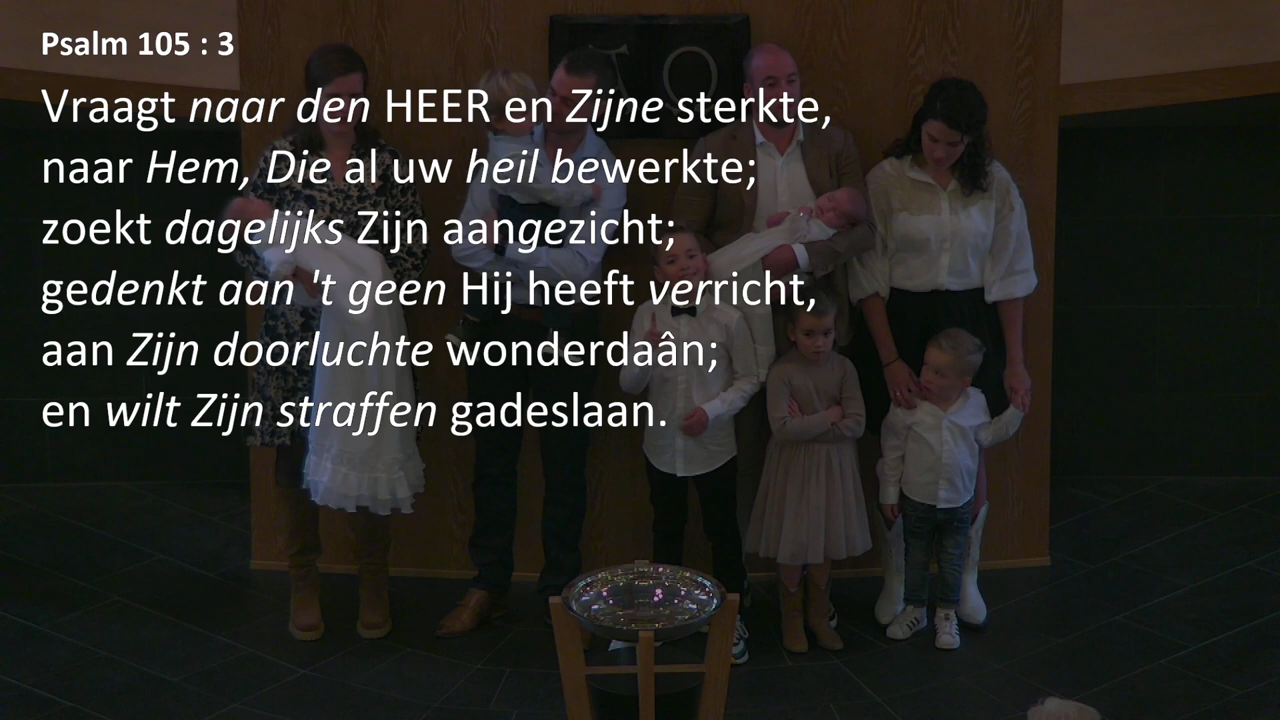 Psalm 105 : 3
Vraagt naar den HEER en Zijne sterkte,
naar Hem, Die al uw heil bewerkte;
zoekt dagelijks Zijn aangezicht;
gedenkt aan 't geen Hij heeft verricht,
aan Zijn doorluchte wonderdaân;
en wilt Zijn straffen gadeslaan.
TO